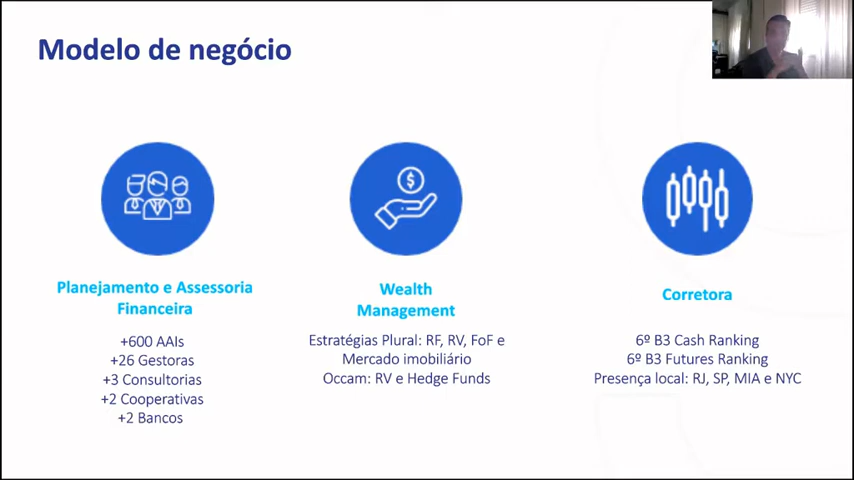 Modelo de negócio
Planejamento e Assessoria
Financeira
+600 AAIs
+26 Gestoras
+3 Consultorias
+2 Cooperativas
+2 Bancos
Wealth
Management
Estratégias Plural: RF, RV, FoF e
Mercado imobiliário
Occam: RV e Hedge Funds
Corretora
6º B3 Cash Ranking
6º B3 Futures Ranking
Presença local: RJ, SP, MIA e NYC